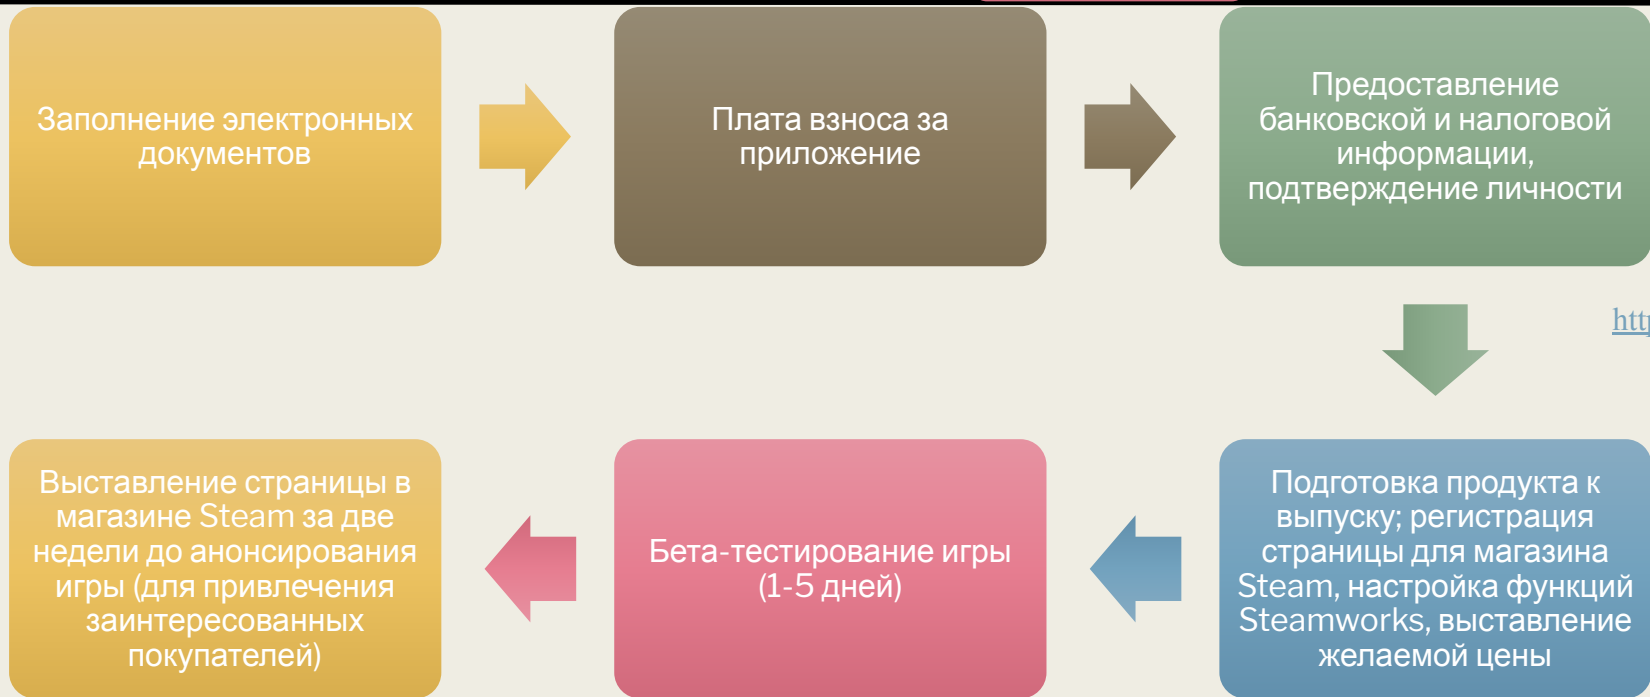 Заполнение электронных
документов
Плата взноса за
приложение
Предоставление
банковской и налоговой
информации,
подтверждение личности
http
Подготовка продукта к
выпуску; регистрация
страницы для магазина
Steam, настройка функций
Steamworks, выставление
желаемой цены
Бета-тестирование игры
(1-5 дней)
Выставление страницы в
магазине Steam за две
недели до анонсирования
игры (для привлечения
заинтересованных
покупателей)